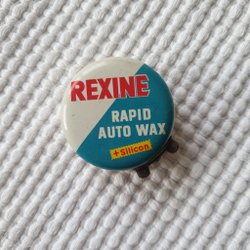 REXINE
RAPID
AUTO WAX
+Silicon